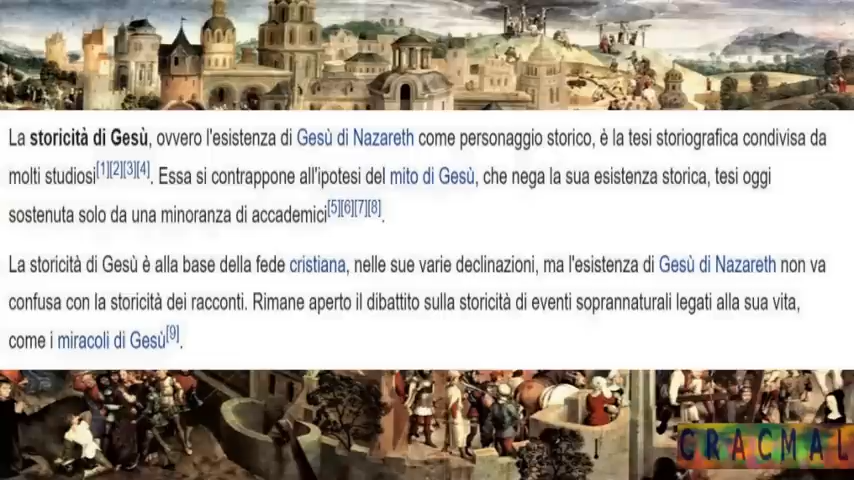 La storicità di Gesù, ovvero l'esistenza di Gesù di Nazareth come personaggio storico, è la tesi storiografica condivisa da
molti studiosi[1][2][3][4]. Essa si contrappone all'ipotesi del mito di Gesù, che nega la sua esistenza storica, tesi oggi
sostenuta solo da una minoranza di accademici[5][6][7][8].
La storicità di Gesù è alla base della fede cristiana, nelle sue varie declinazioni, ma l'esistenza di Gesù di Nazareth non va
confusa con la storicità dei racconti. Rimane aperto il dibattito sulla storicità di eventi soprannaturali legati alla sua vita,
come i miracoli di Gesù[9].
CRACMAL